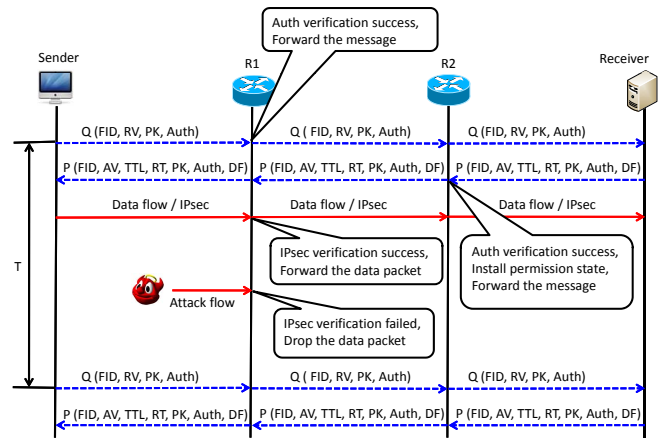 Auth verification success,
Forward the message
Sender
R1
R2
Receiver
Q (FID, RV, PK, Auth)
Q ( FID, RV, PK, Auth)
Q (FID, RV, PK, Auth)
P (FID, AV, TTL, RT, PK, Auth, DF)
P (FID, AV, TTL, RT, PK, Auth, DF)
P (FID, AV, TTL, RT, PK, Auth, DF)
Data flow / IPsec
Data flow / IPsec
Data flow / IPsec
IPsec verification success,
Forward the data packet
Auth verification success,
Install permission state,
Forward the message
T
Attack flow
IPsec verification failed,
Drop the data packet
Q (FID, RV, PK, Auth)
Q ( FID, RV, PK, Auth)
Q (FID, RV, PK, Auth)
P (FID, AV, TTL, RT, PK, Auth, DF)
P (FID, AV, TTL, RT, PK, Auth, DF)
P (FID, AV, TTL, RT, PK, Auth, DF)